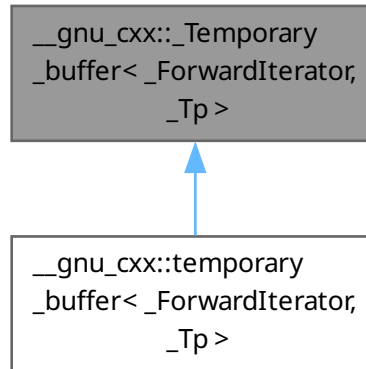 __gnu_cxx::_Temporary
_buffer< _ForwardIterator,
_Tp >
__gnu_cxx::temporary
_buffer< _ForwardIterator,
_Tp >